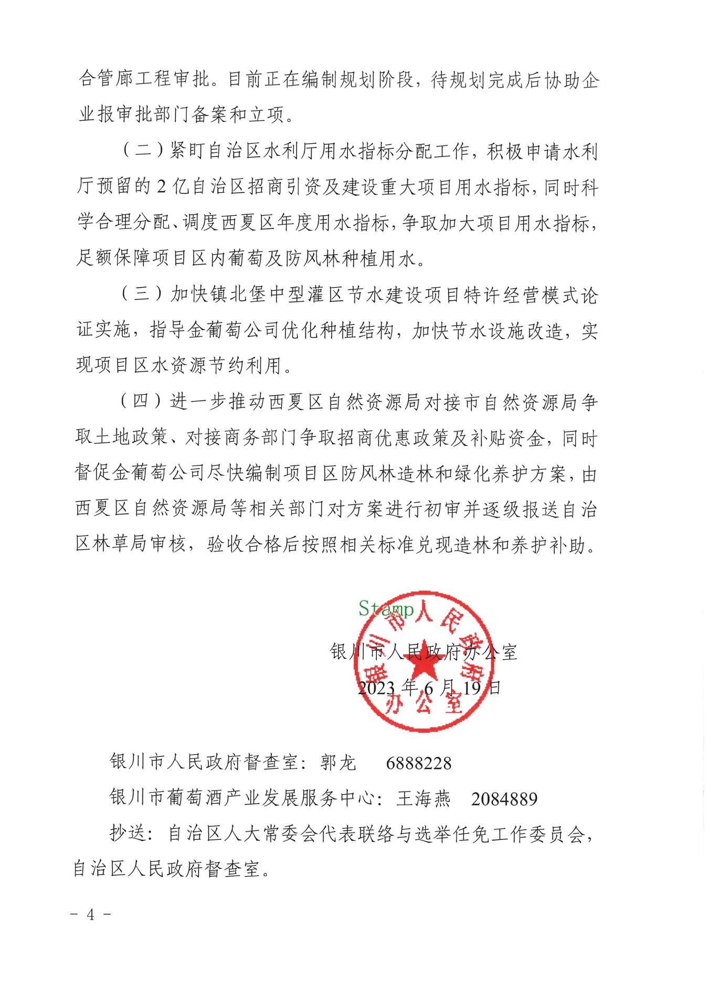 合管廊工程审批。目前正在编制规划阶段，待规划完成后协助企
业报审批部门备案和立项。
（二）紧盯自治区水利厅用水指标分配工作，积极申请水利
厅预留的2亿自治区招商引资及建设重大项目用水指标，同时科
学合理分配、调度西夏区年度用水指标，争取加大项目用水指标，
足额保障项目区内葡萄及防风林种植用水。
（三）加快镇北堡中型灌区节水建设项目特许经营模式论
证实施，指导金葡萄公司优化种植结构，加快节水设施改造，实
现项目区水资源节约利用。
（四）进一步推动西夏区自然资源局对接市自然资源局争
取土地政策、对接商务部门争取招商优惠政策及补贴资金，同时
督促金葡萄公司尽快编制项目区防风林造林和绿化养护方案，由
西夏区自然资源局等相关部门对方案进行初审并逐级报送自治
区林草局审核，验收合格后按照相关标准兑现造林和养护补助。
Stamp
银川市人民政府
办公室
银川市人民政府办公室
2023年6月19日
银川市人民政府督查室：郭龙 6888228
银川市葡萄酒产业发展服务中心：王海燕 2084889
抄送：自治区人大常委会代表联络与选举任免工作委员会，
自治区人民政府督查室。
- 4 -